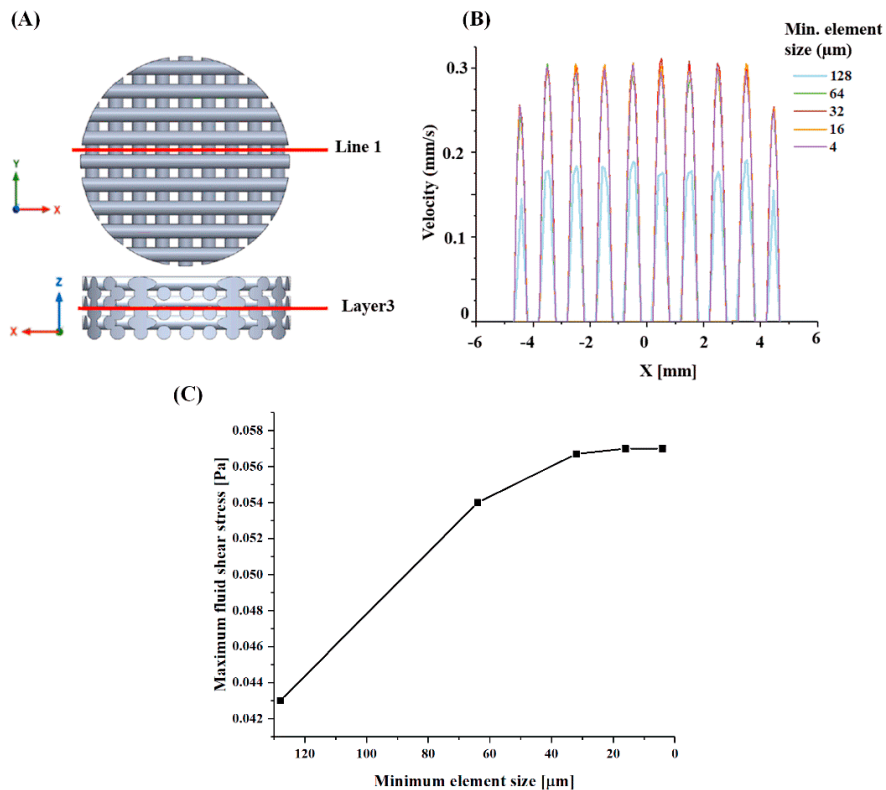 (A)
Line 1
Y
X
Z
X
Layer3
(B)
Min. element
size (μm)
128
64
32
16
4
Velocity (mm/s)
0.3
0.2
0.1
0
-6
-4
-2
0
2
4
6
X [mm]
(C)
Maximum fluid shear stress [Pa]
0.058
0.056
0.054
0.052
0.050
0.048
0.046
0.044
0.042
120
100
80
60
40
20
0
Minimum element size [μm]